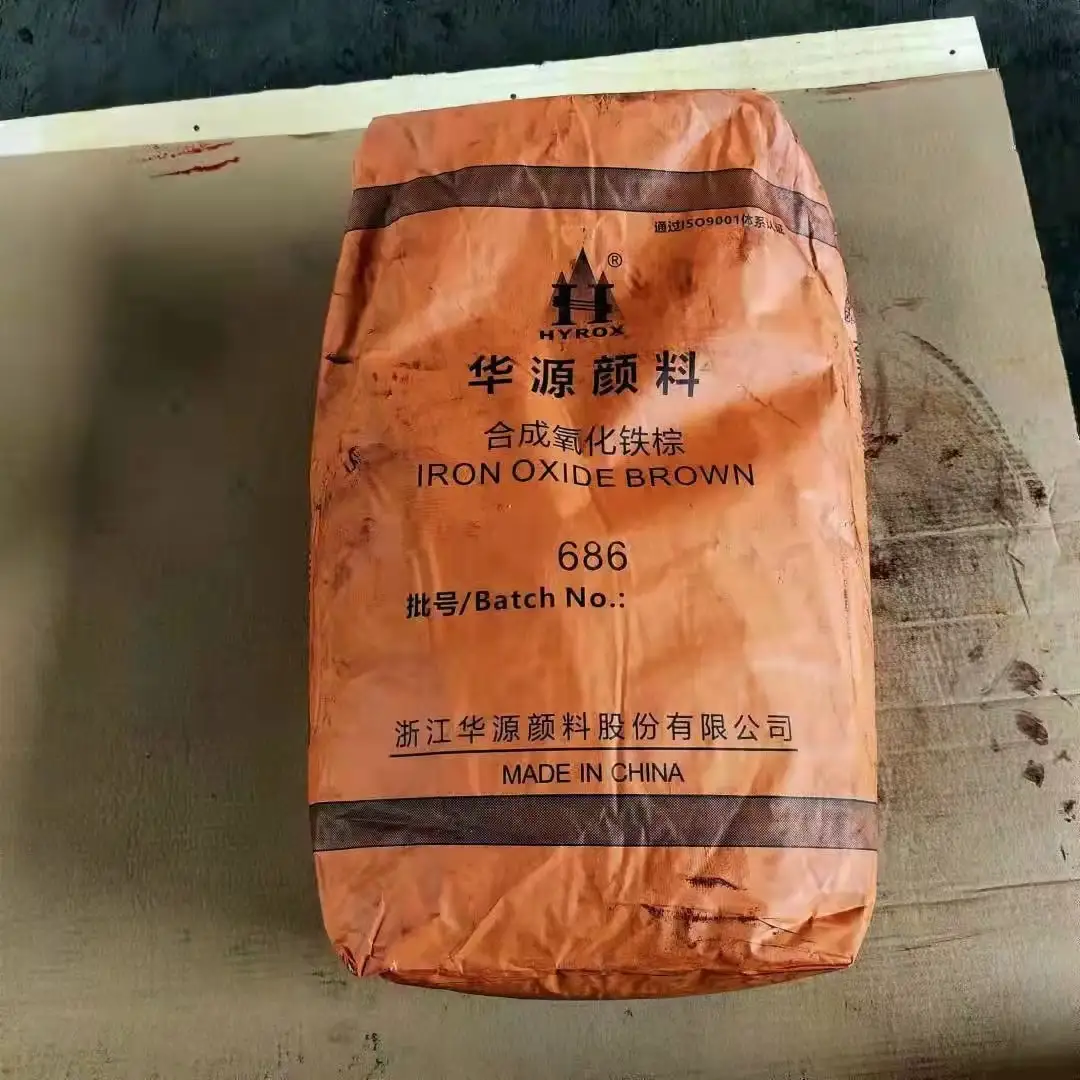 通过ISO9001体系认证
®
HYROX
华源颜料
合成氧化铁棕
IRON OXIDE BROWN
686
批号/Batch No.:
浙江华源颜料股份有限公司
MADE IN CHINA